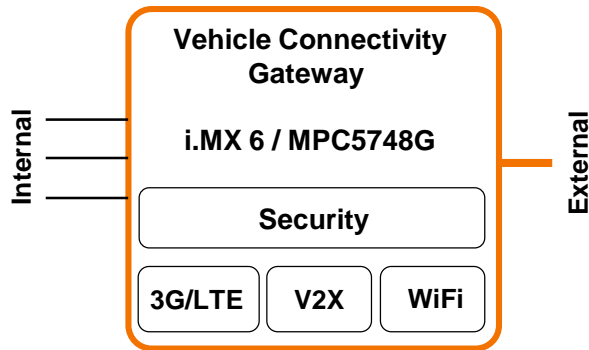 Vehicle Connectivity
Gateway
Internal
i.MX 6 / MPC5748G
External
Security
3G/LTE
V2X
WiFi